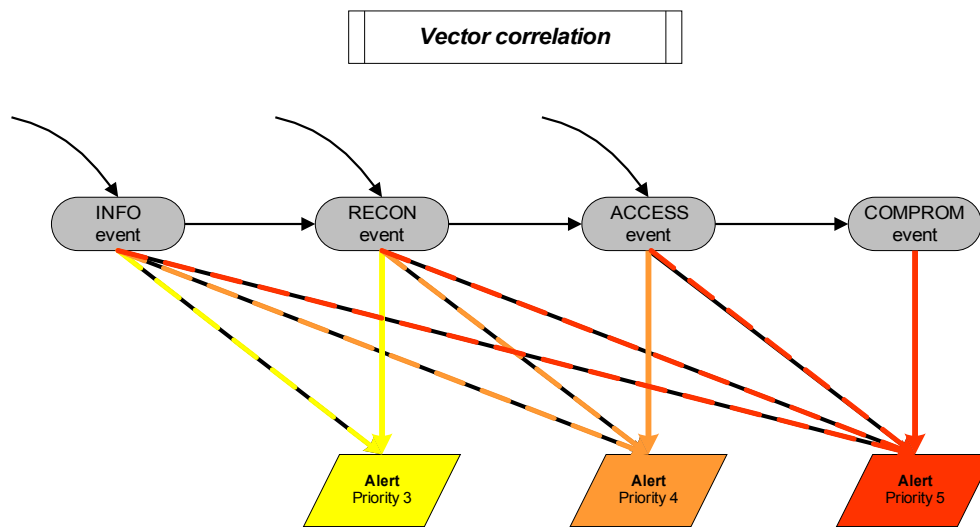 Vector correlation
INFO
event
RECON
event
ACCESS
event
COMPROM
event
Alert
Priority 3
Alert
Priority 4
Alert
Priority 5